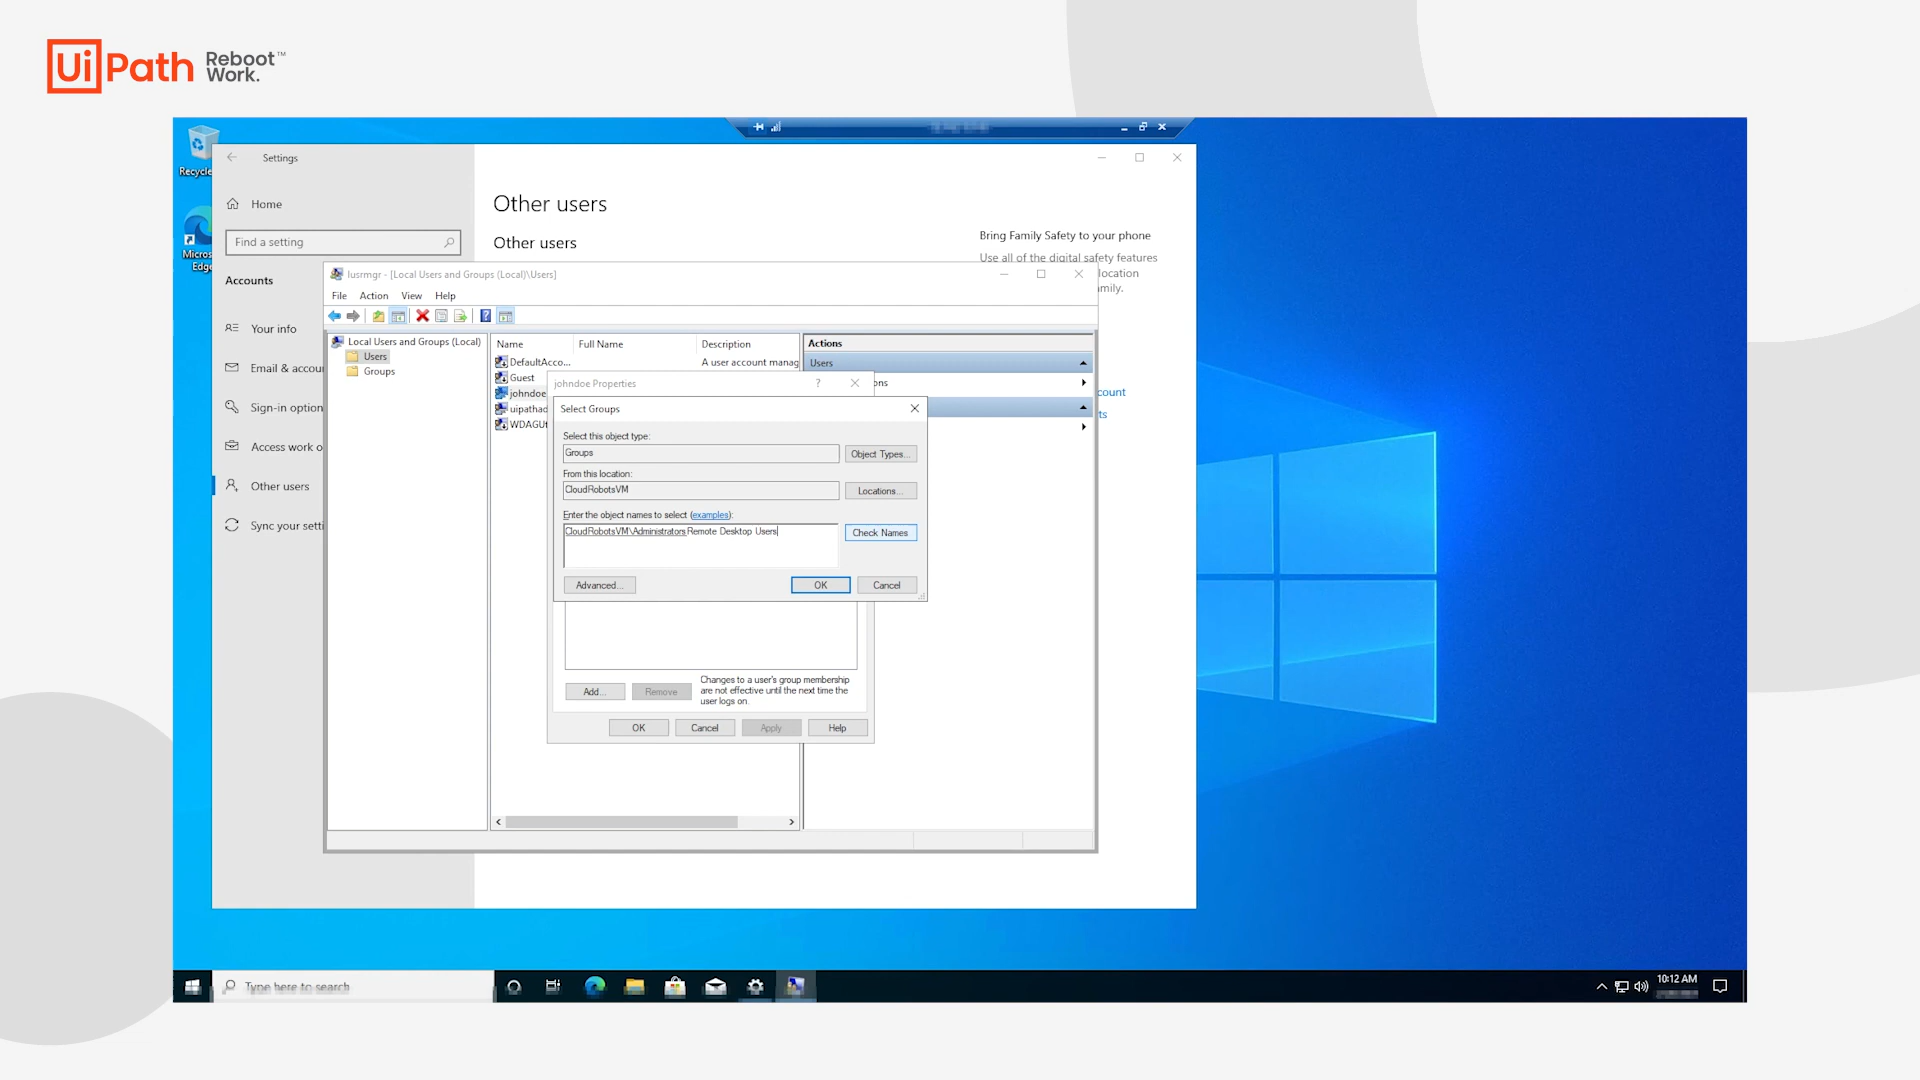 UiPath Reboot Work.™
Recycle
Micros
Edge
Settings
Home
Find a setting
Accounts
Your info
Email & accou
Sign-in option
Access work o
Other users
Sync your setti
Other users
Other users
Bring Family Safety to your phone
Use all of the digital safety features
location
amily.
count
ts
lusrmgr - [Local Users and Groups (Local)\Users]
File Action View Help
Local Users and Groups (Local)
Users
Groups
Name Full Name Description
DefaultAcco... A user account manag
Guest
johndoe
uipathad
WDAGUt
Actions
Users
ons
johndoe Properties
Select Groups
Select this object type:
Groups
Object Types...
From this location:
CloudRobotsVM
Locations...
Enter the object names to select (examples):
CloudRobotsVM\Administrators Remote Desktop Users
Check Names
Advanced...
OK
Cancel
Add...
Remove
Changes to a user's group membership
are not effective until the next time the
user logs on.
OK
Cancel
Apply
Help
Type here to search
10:12 AM